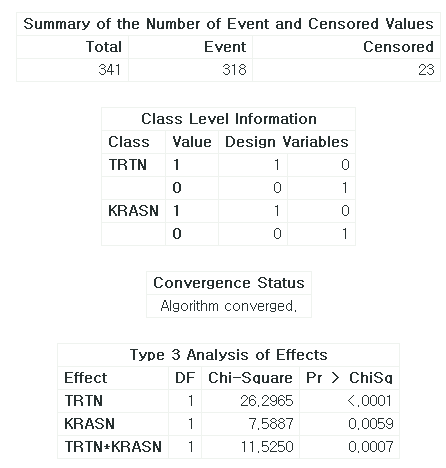 Summary of the Number of Event and Censored Values
Total Event Censored
341 318 23
Class Level Information
Class Value Design Variables
TRTN 1 1 0
0 0 1
KRASN 1 1 0
0 0 1
Convergence Status
Algorithm converged.
Type 3 Analysis of Effects
Effect DF Chi-Square Pr > ChiSq
TRTN 1 26.2965 <.0001
KRASN 1 7.5887 0.0059
TRTN*KRASN 1 11.5250 0.0007